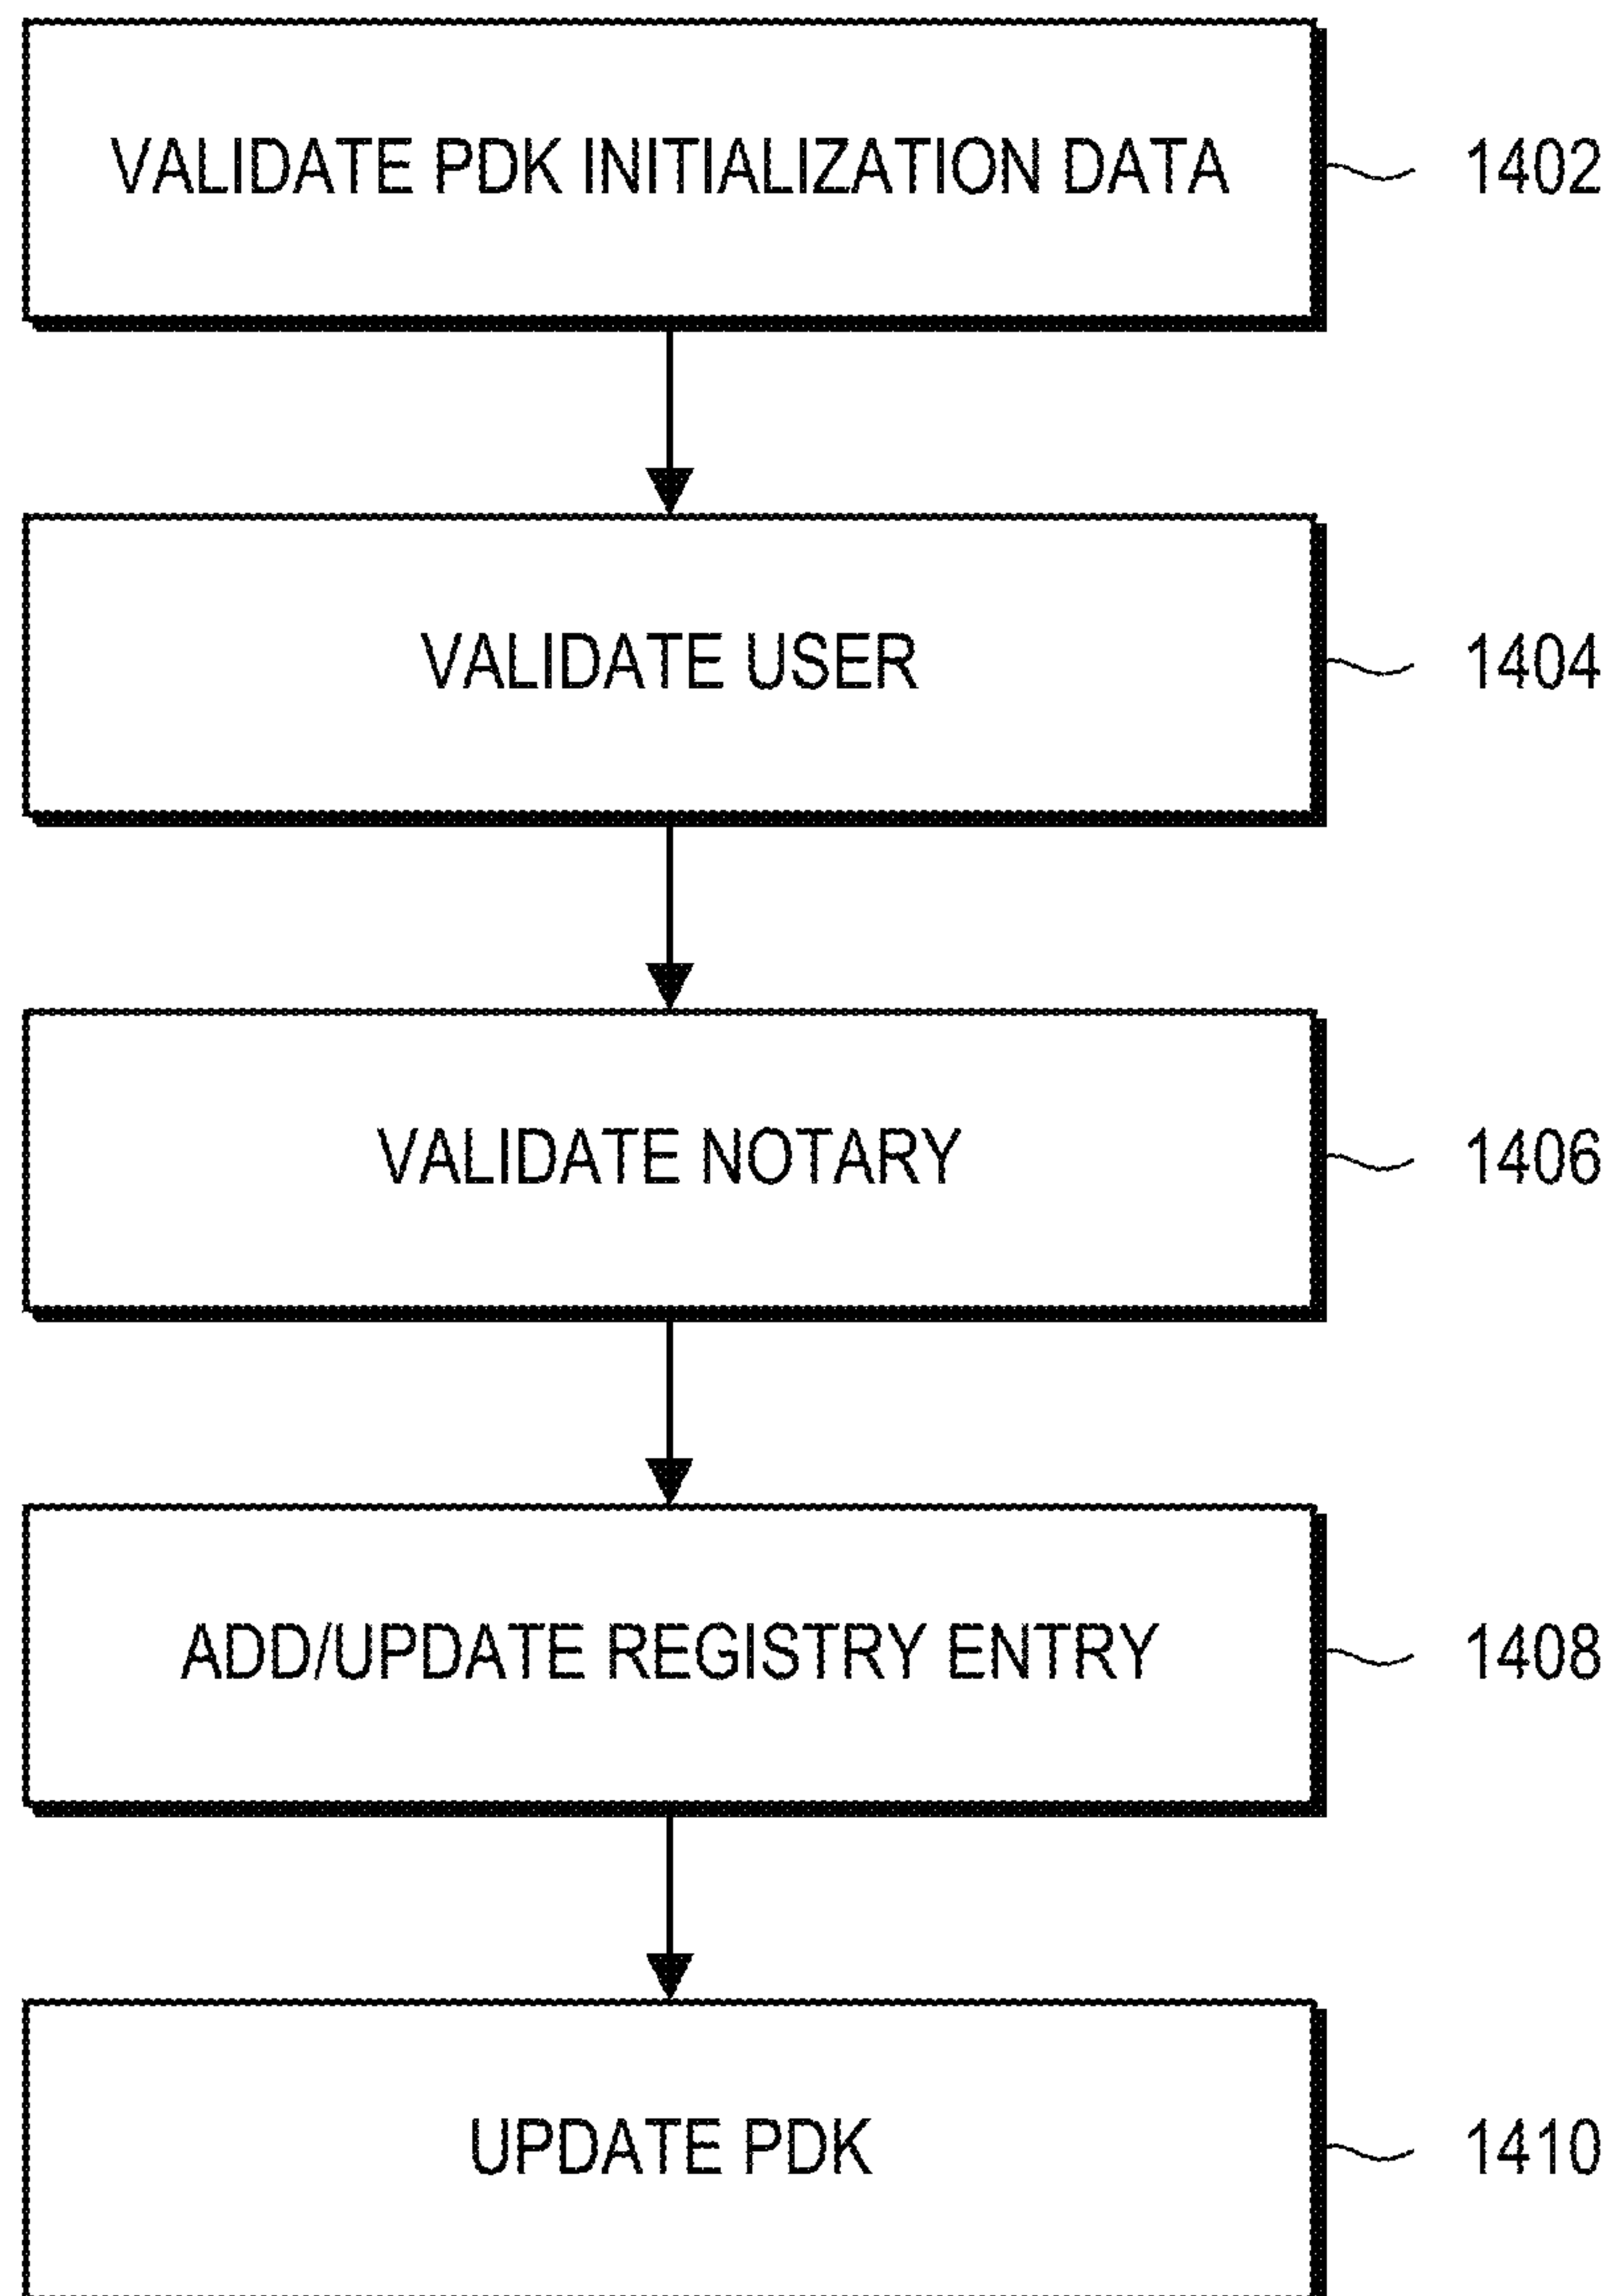 VALIDATE PDK INITIALIZATION DATA
1402
VALIDATE USER
1404
VALIDATE NOTARY
1406
ADD/UPDATE REGISTRY ENTRY
1408
UPDATE PDK
1410